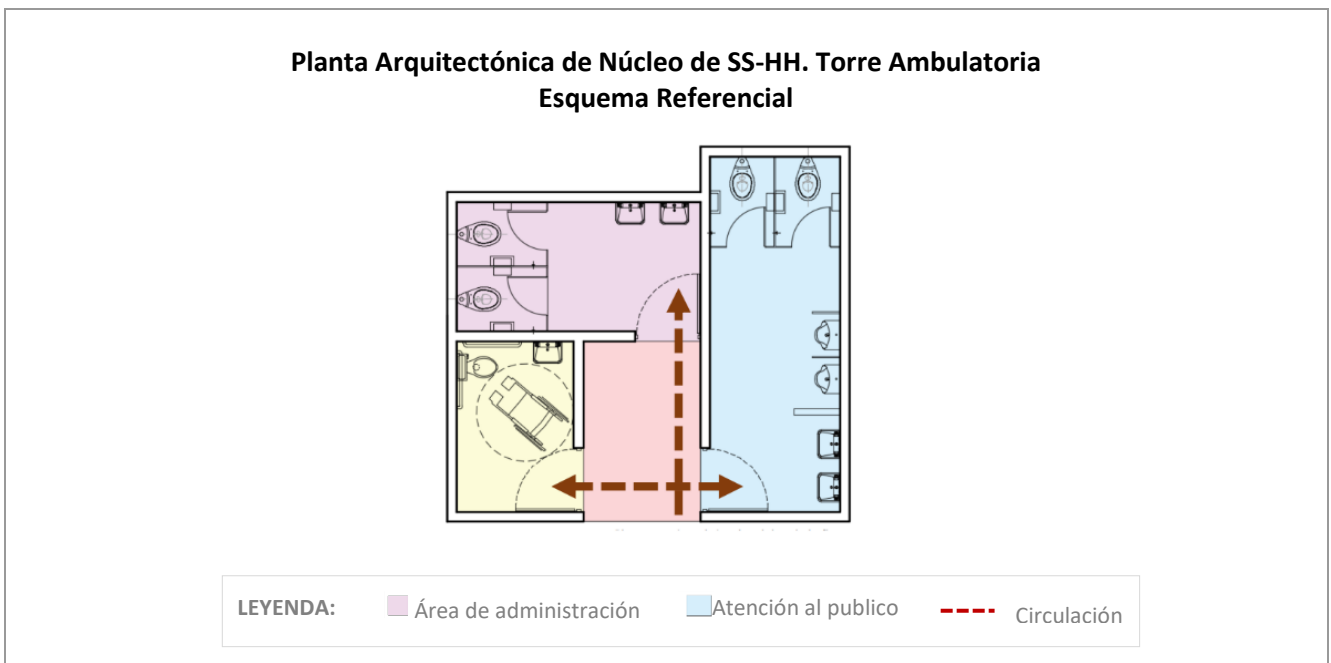 Planta Arquitectónica de Núcleo de SS-HH. Torre Ambulatoria
Esquema Referencial
LEYENDA:
Área de administración
Atención al publico
Circulación